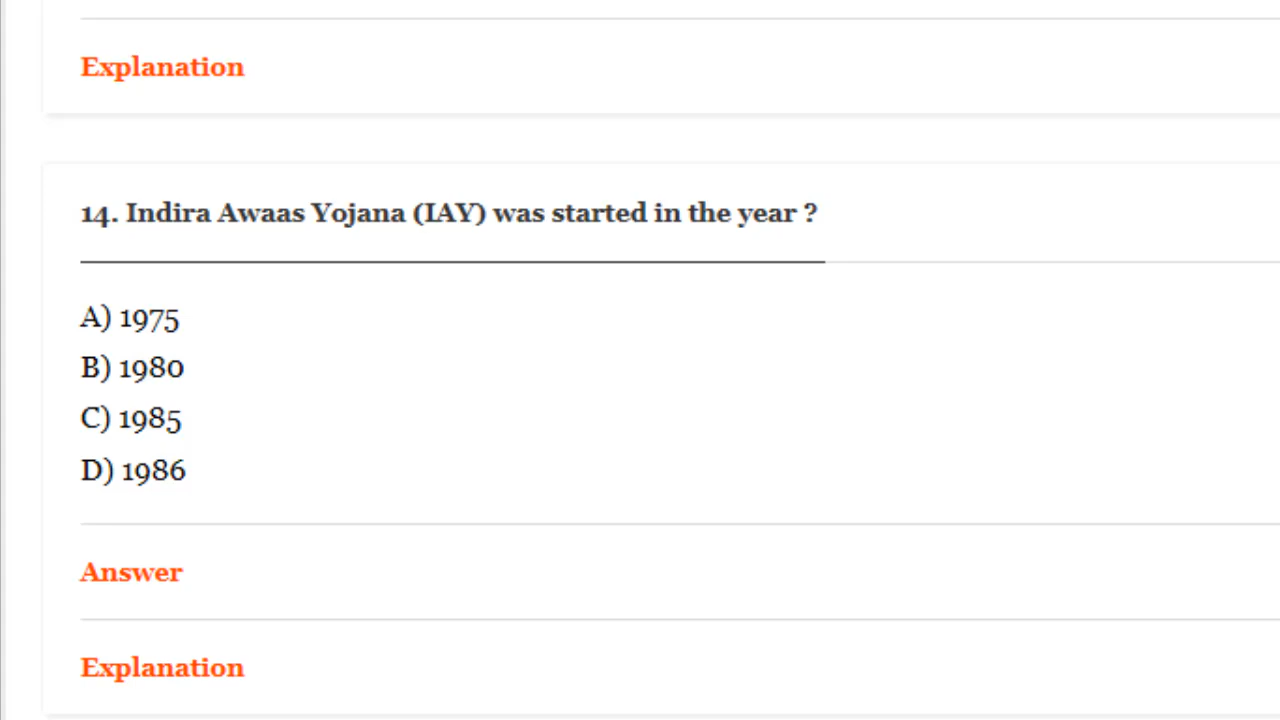 Explanation
14. Indira Awaas Yojana (IAY) was started in the year ?
A) 1975
B) 1980
C) 1985
D) 1986
Answer
Explanation